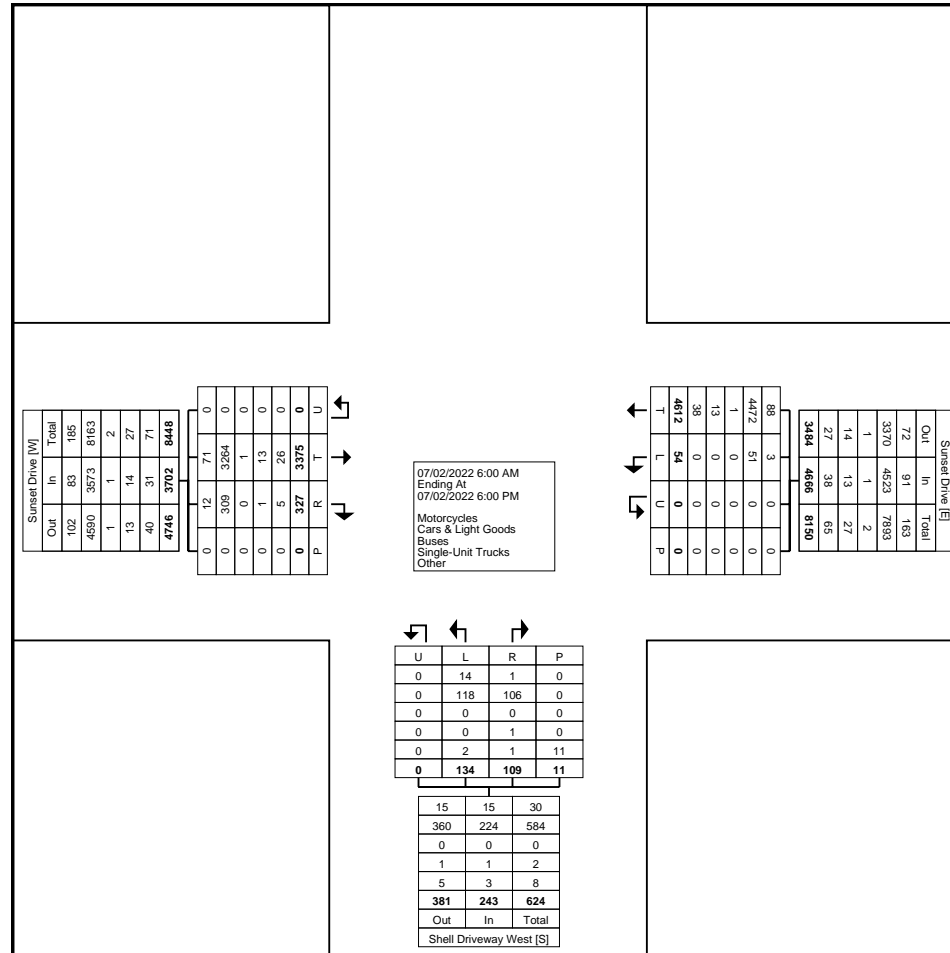 07/02/2022 6:00 AM
Ending At
07/02/2022 6:00 PM
Motorcycles
Cars & Light Goods
Buses
Single-Unit Trucks
Other
Sunset Drive [W]
Total 185 8163 2 27 71 8448
In 83 3573 1 14 31 3702
Out 102 4590 1 13 40 4746
0 0 0 0 0 0 U
71 3264 1 13 26 3375 T
12 309 0 1 5 327 R
0 0 0 0 0 0 P
Sunset Drive [E]
Out 72 3370 1 14 27 3484
In 91 4523 1 13 38 4666
Total 163 7893 2 27 65 8150
88 4472 1 13 38 4612 T
3 51 0 0 0 54 L
0 0 0 0 0 0 U
0 0 0 0 0 0 P
U L R P
0 14 1 0
0 118 106 0
0 0 0 0
0 0 1 0
0 2 1 11
0 134 109 11
15 15 30
360 224 584
0 0 0
1 1 2
5 3 8
381 243 624
Out In Total
Shell Driveway West [S]